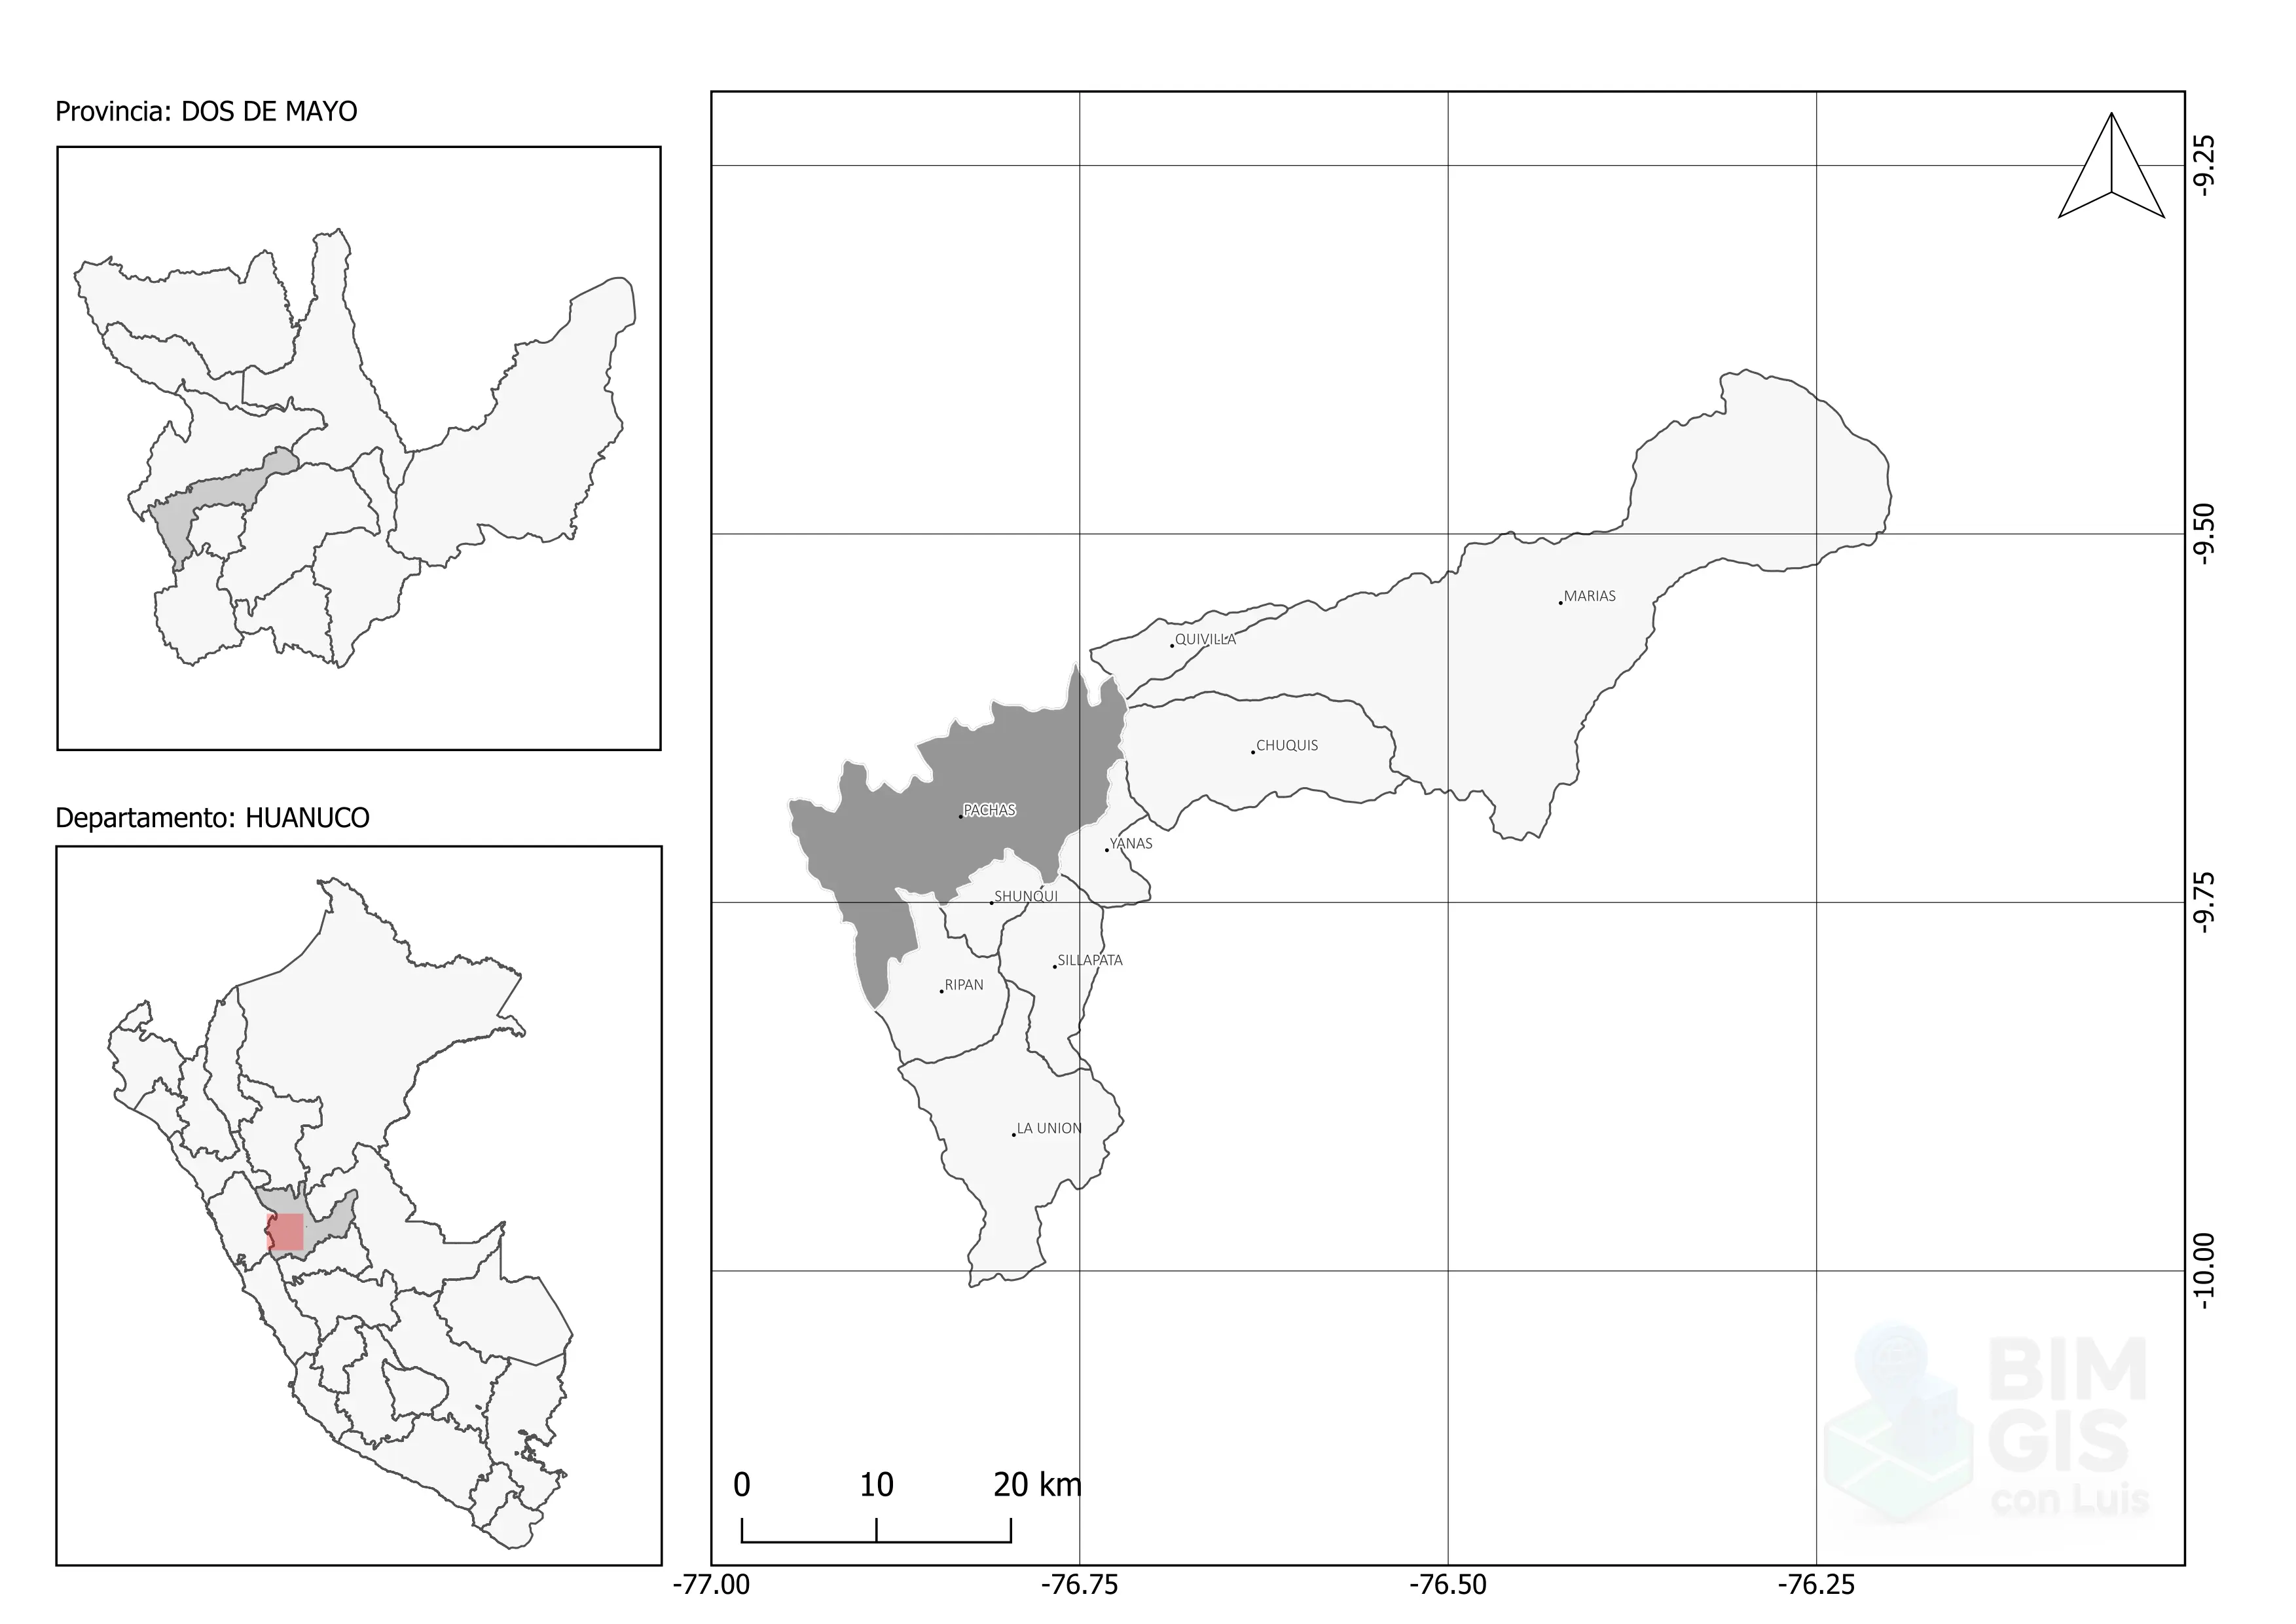 Provincia: DOS DE MAYO
Departamento: HUANUCO
-9.25
-9.50
-9.75
-10.00
MARIAS
QUIVILLA
CHUQUIS
PACHAS
YANAS
SHUNQUI
SILLAPATA
RIPAN
LA UNION
BIM
GIS
con Luis
0 10 20 km
-77.00 -76.75 -76.50 -76.25